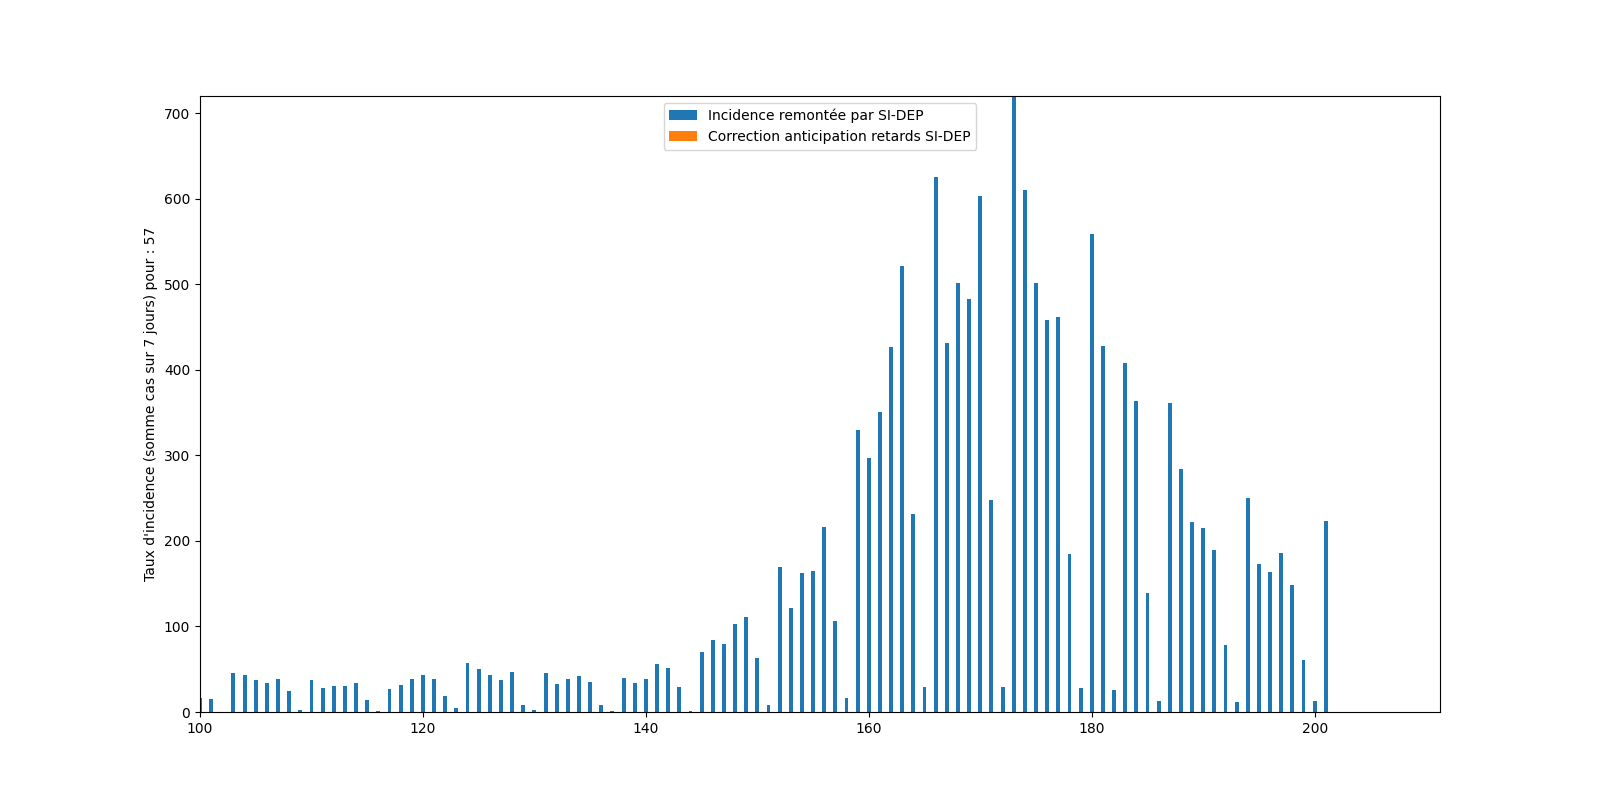 Incidence remontée par SI-DEP
Correction anticipation retards SI-DEP
Taux d'incidence (somme cas sur 7 jours) pour : 57
700
600
500
400
300
200
100
0
100 120 140 160 180 200